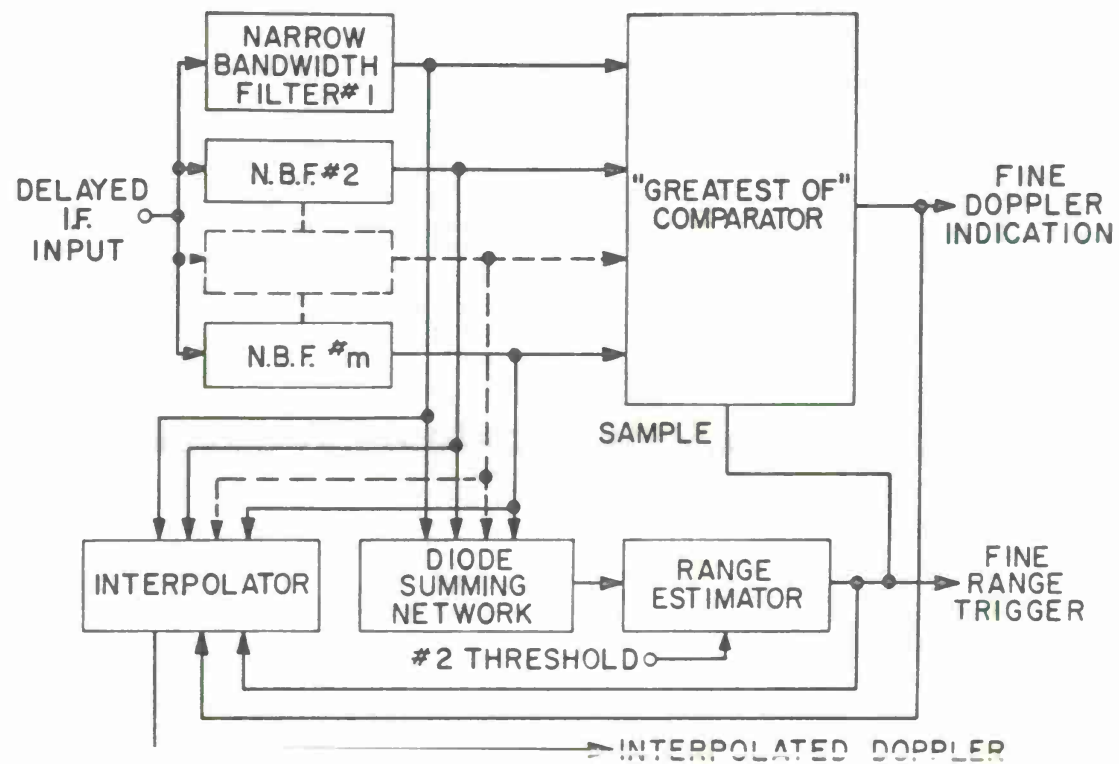 NARROW
BANDWIDTH
FILTER #1
N.B.F. #2
DELAYED
I.F.
INPUT
N.B.F. #m
"GREATEST OF"
COMPARATOR
FINE
DOPPLER
INDICATION
SAMPLE
INTERPOLATOR
DIODE
SUMMING
NETWORK
RANGE
ESTIMATOR
FINE
RANGE
TRIGGER
#2 THRESHOLD
INTERPOLATED DOPPLER